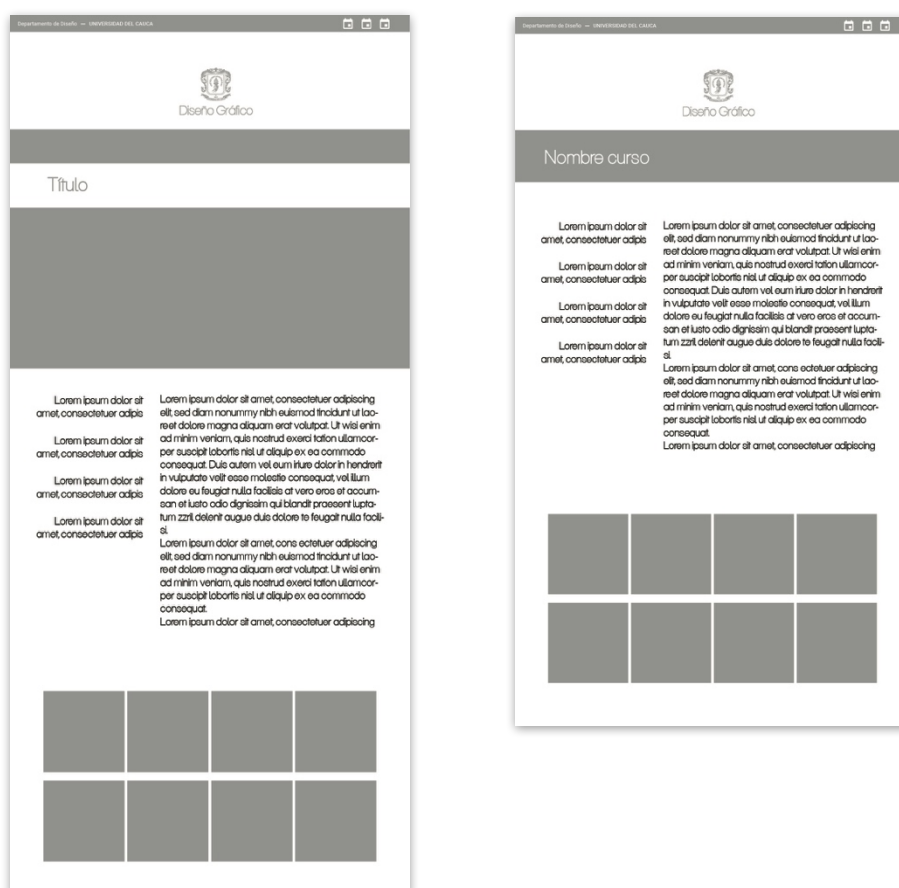 Departamento de Diseño — UNIVERSIDAD DEL CAUCA
Diseño Gráfico
Título
Lorem ipsum dolor sit
amet, consectetuer adipis
Lorem ipsum dolor sit
amet, consectetuer adipis
Lorem ipsum dolor sit
amet, consectetuer adipis
Lorem ipsum dolor sit
amet, consectetuer adipis
Lorem ipsum dolor sit amet, consectetuer adipiscing
elit, sed diam nonummy nibh euismod tincidunt ut lao-
reet dolore magna aliquam erat volutpat. Ut wisi enim
ad minim veniam, quis nostrud exerci tation ullamcor-
per suscipit lobortis nisl ut aliquip ex ea commodo
consequat. Duis autem vel eum iriure dolor in hendrerit
in vulputate velit esse molestie consequat, vel illum
dolore eu feugiat nulla facilisis at vero eros et accum-
san et iusto odio dignissim qui blandit praesent lupta-
tum zzril delenit augue duis dolore te feugait nulla facili-
si.
Lorem ipsum dolor sit amet, cons ectetuer adipiscing
elit, sed diam nonummy nibh euismod tincidunt ut lao-
reet dolore magna aliquam erat volutpat. Ut wisi enim
ad minim veniam, quis nostrud exerci tation ullamcor-
per suscipit lobortis nisl ut aliquip ex ea commodo
consequat.
Lorem ipsum dolor sit amet, consectetuer adipiscing
Departamento de Diseño — UNIVERSIDAD DEL CAUCA
Diseño Gráfico
Nombre curso
Lorem ipsum dolor sit
amet, consectetuer adipis
Lorem ipsum dolor sit
amet, consectetuer adipis
Lorem ipsum dolor sit
amet, consectetuer adipis
Lorem ipsum dolor sit
amet, consectetuer adipis
Lorem ipsum dolor sit amet, consectetuer adipiscing
elit, sed diam nonummy nibh euismod tincidunt ut lao-
reet dolore magna aliquam erat volutpat. Ut wisi enim
ad minim veniam, quis nostrud exerci tation ullamcor-
per suscipit lobortis nisl ut aliquip ex ea commodo
consequat. Duis autem vel eum iriure dolor in hendrerit
in vulputate velit esse molestie consequat, vel illum
dolore eu feugiat nulla facilisis at vero eros et accum-
san et iusto odio dignissim qui blandit praesent lupta-
tum zzril delenit augue duis dolore te feugait nulla facili-
si.
Lorem ipsum dolor sit amet, cons ectetuer adipiscing
elit, sed diam nonummy nibh euismod tincidunt ut lao-
reet dolore magna aliquam erat volutpat. Ut wisi enim
ad minim veniam, quis nostrud exerci tation ullamcor-
per suscipit lobortis nisl ut aliquip ex ea commodo
consequat.
Lorem ipsum dolor sit amet, consectetuer adipiscing